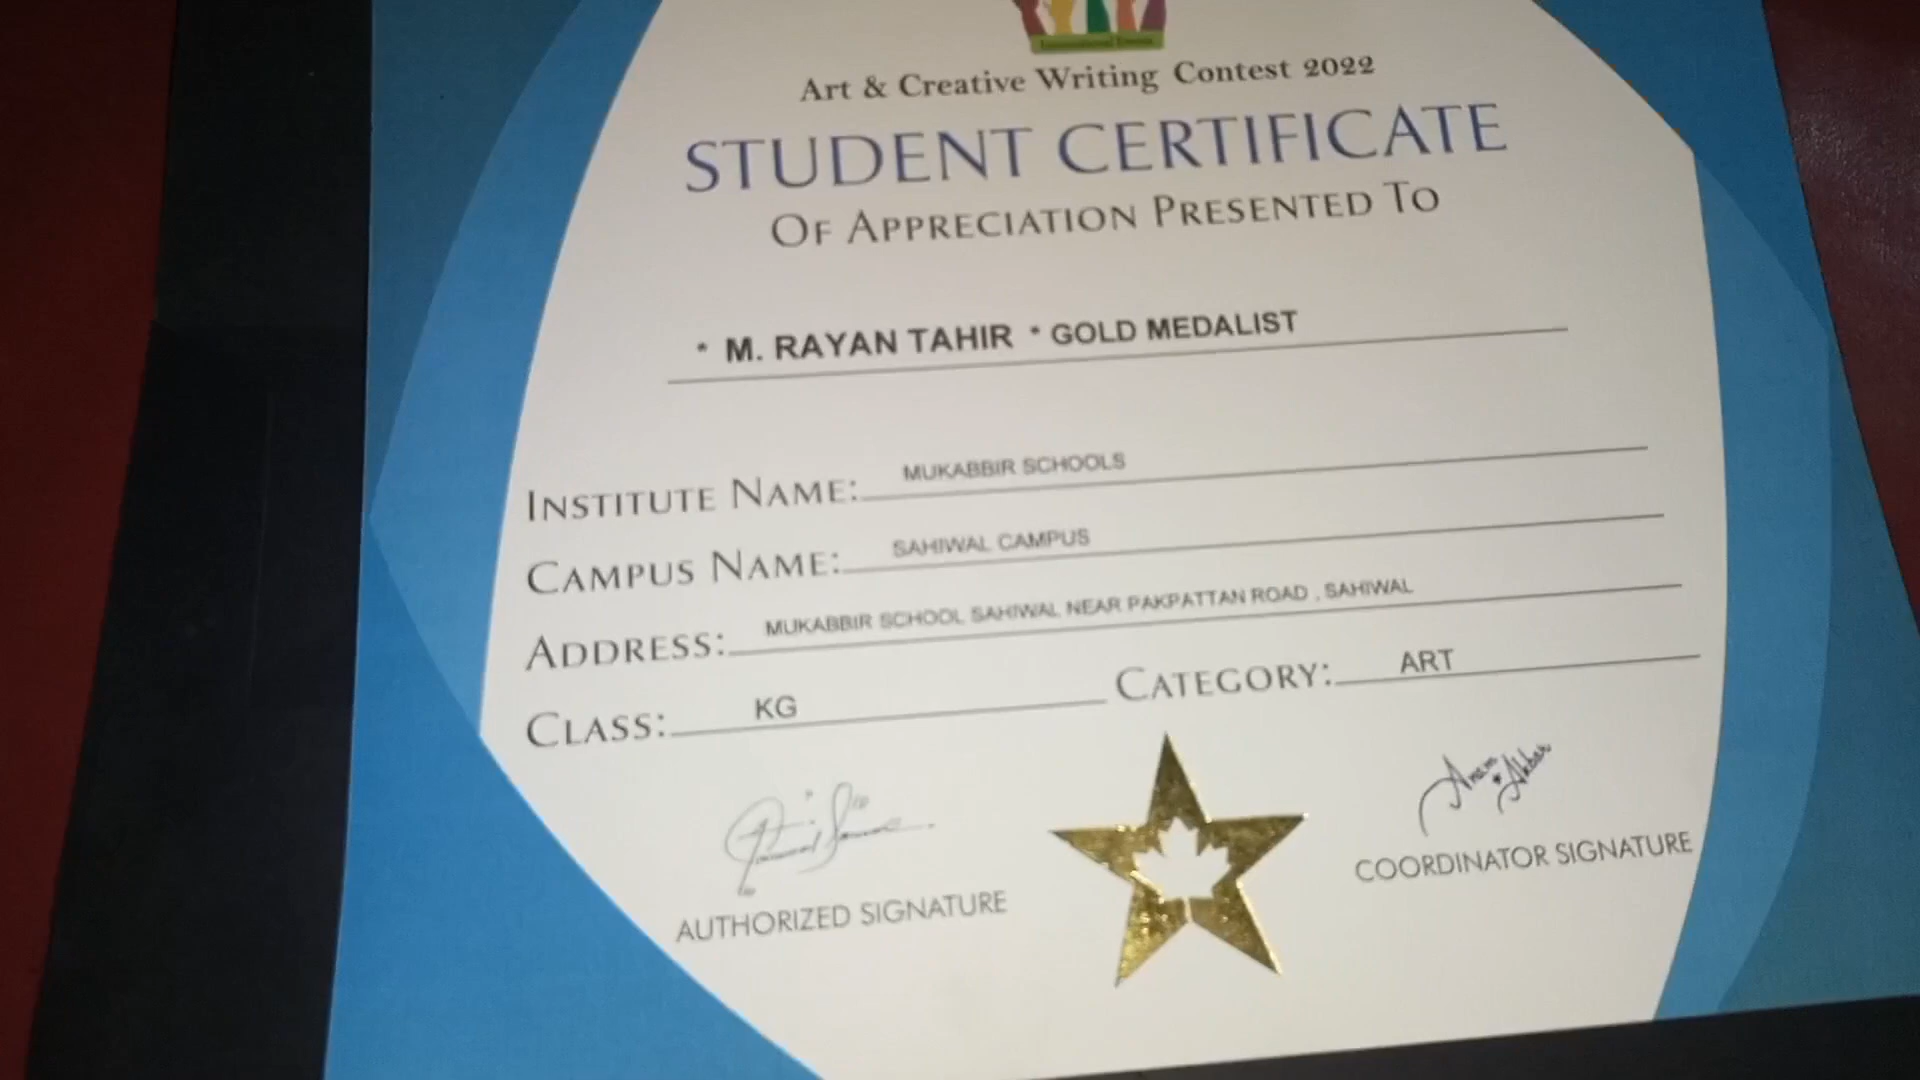 Art & Creative Writing Contest 2022
STUDENT CERTIFICATE
OF APPRECIATION PRESENTED TO
* M. RAYAN TAHIR * GOLD MEDALIST
INSTITUTE NAME: MUKABBIR SCHOOLS
CAMPUS NAME: SAHIWAL CAMPUS
ADDRESS: MUKABBIR SCHOOL SAHIWAL NEAR PAKPATTAN ROAD , SAHIWAL
CLASS: KG CATEGORY: ART
Anam Akbar
AUTHORIZED SIGNATURE COORDINATOR SIGNATURE